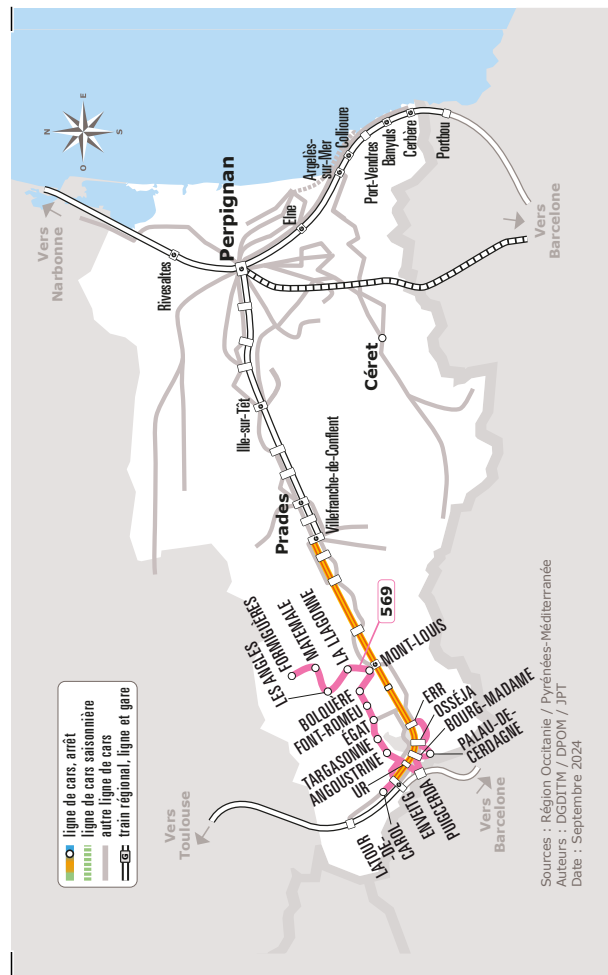 ligne de cars, arrêt
ligne de cars saisonnière
autre ligne de cars
G train régional, ligne et gare
Vers
Toulouse
Vers
Narbonne
N
E
S
O
Rivesaltes
Perpignan
Elne
Argelès-
sur-Mer
Collioure
Port-Vendres
Banyuls
Cerbère
Portbou
Vers
Barcelone
Ille-sur-Têt
Prades
Villefranche-de-Conflent
Céret
LES ANGLES
FORMIGUÈRES
MATEMALE
LA LLAGONNE
569
MONT-LOUIS
BOLQUÈRE
FONT-ROMEU
ÉGAT
TARGASONNE
ANGOUSTRINE
UR
LATOUR
-DE-
CAROL
ENVEITG
PUIGCERDA
ERR
OSSÉJA
BOURG-MADAME
PALAU-DE-
CERDAGNE
Vers
Barcelone
Sources : Région Occitanie / Pyrénées-Méditerranée
Auteurs : DGDITM / DPOM / JPT
Date : Septembre 2024